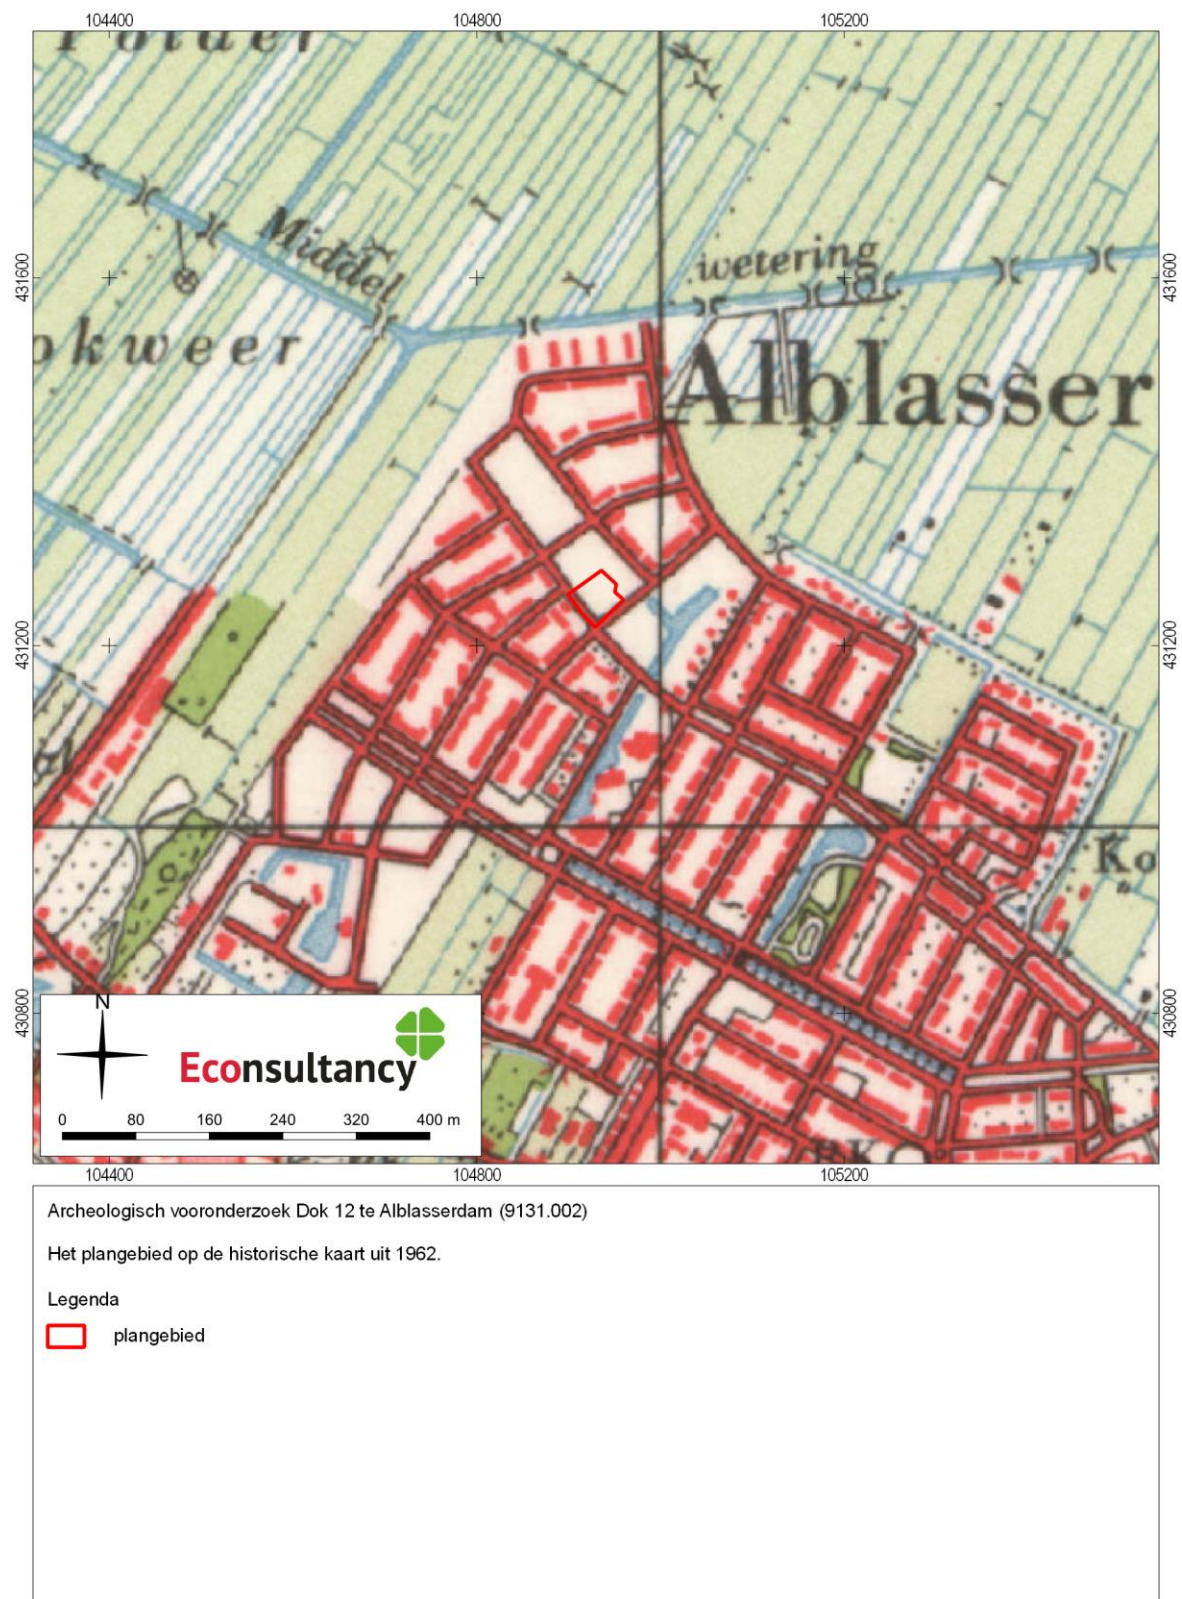 104400 104800 105200
Polder
Middel
wetering
431600 431600
okweer
Alblasser
431200 431200
Ko
430800 430800
N
Econsultancy
0 80 160 240 320 400 m
104400 104800 105200
Archeologisch vooronderzoek Dok 12 te Alblasserdam (9131.002)
Het plangebied op de historische kaart uit 1962.
Legenda
plangebied